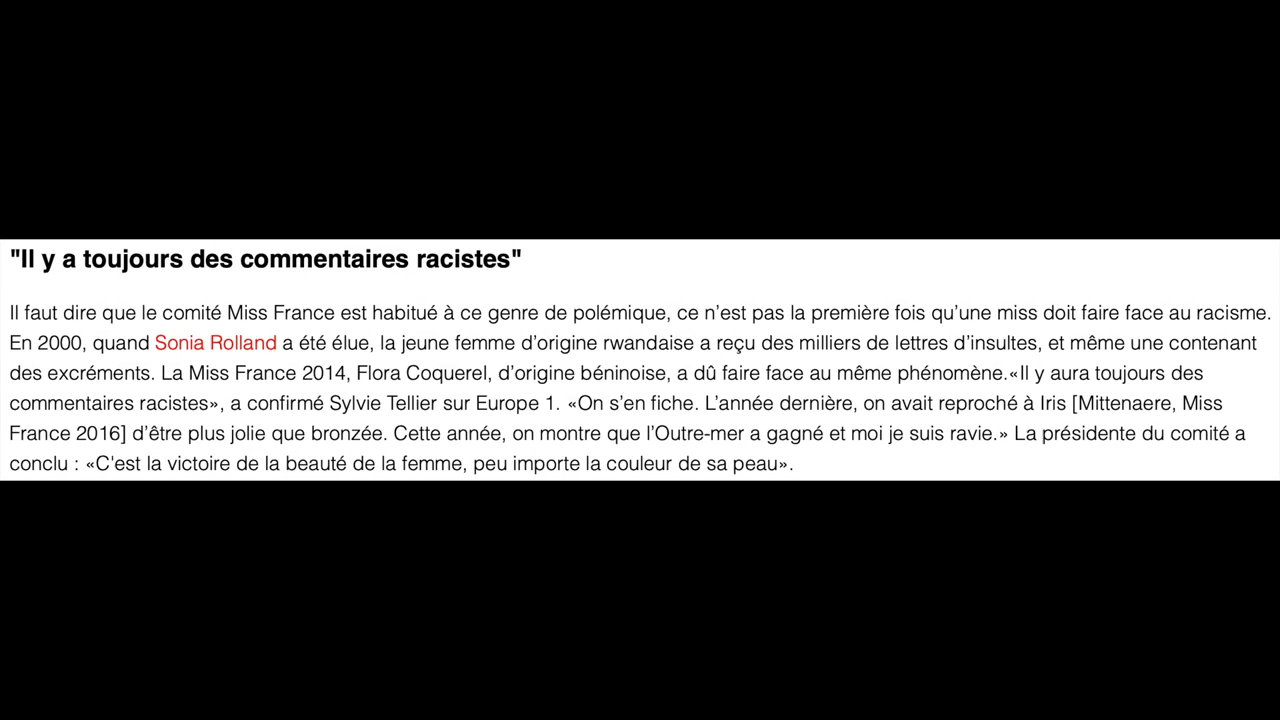 "Il y a toujours des commentaires racistes"
Il faut dire que le comité Miss France est habitué à ce genre de polémique, ce n’est pas la première fois qu’une miss doit faire face au racisme.
En 2000, quand Sonia Rolland a été élue, la jeune femme d’origine rwandaise a reçu des milliers de lettres d’insultes, et même une contenant
des excréments. La Miss France 2014, Flora Coquerel, d’origine béninoise, a dû faire face au même phénomène.«Il y aura toujours des
commentaires racistes», a confirmé Sylvie Tellier sur Europe 1. «On s’en fiche. L’année dernière, on avait reproché à Iris [Mittenaere, Miss
France 2016] d’être plus jolie que bronzée. Cette année, on montre que l’Outre-mer a gagné et moi je suis ravie.» La présidente du comité a
conclu : «C'est la victoire de la beauté de la femme, peu importe la couleur de sa peau».